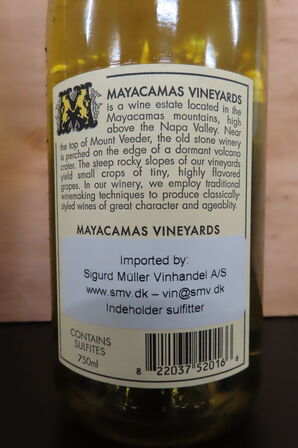 M
MAYACAMAS VINEYARDS
is a wine estate located in the
Mayacamas mountains, high
above the Napa Valley. Near
the top of Mount Veeder, the old stone winery
is perched on the edge of a dormant volcano
crater. The steep rocky slopes of our vineyards
yield small crops of tiny, highly flavored
grapes. In our winery, we employ traditional
winemaking techniques to produce classically-
styled wines of great character and ageablity.
MAYACAMAS VINEYARDS
Imported by:
Sigurd Müller Vinhandel A/S
www.smv.dk – vin@smv.dk
Indeholder sulfitter
CONTAINS
SULFITES
750ml
8 22037 52016 6